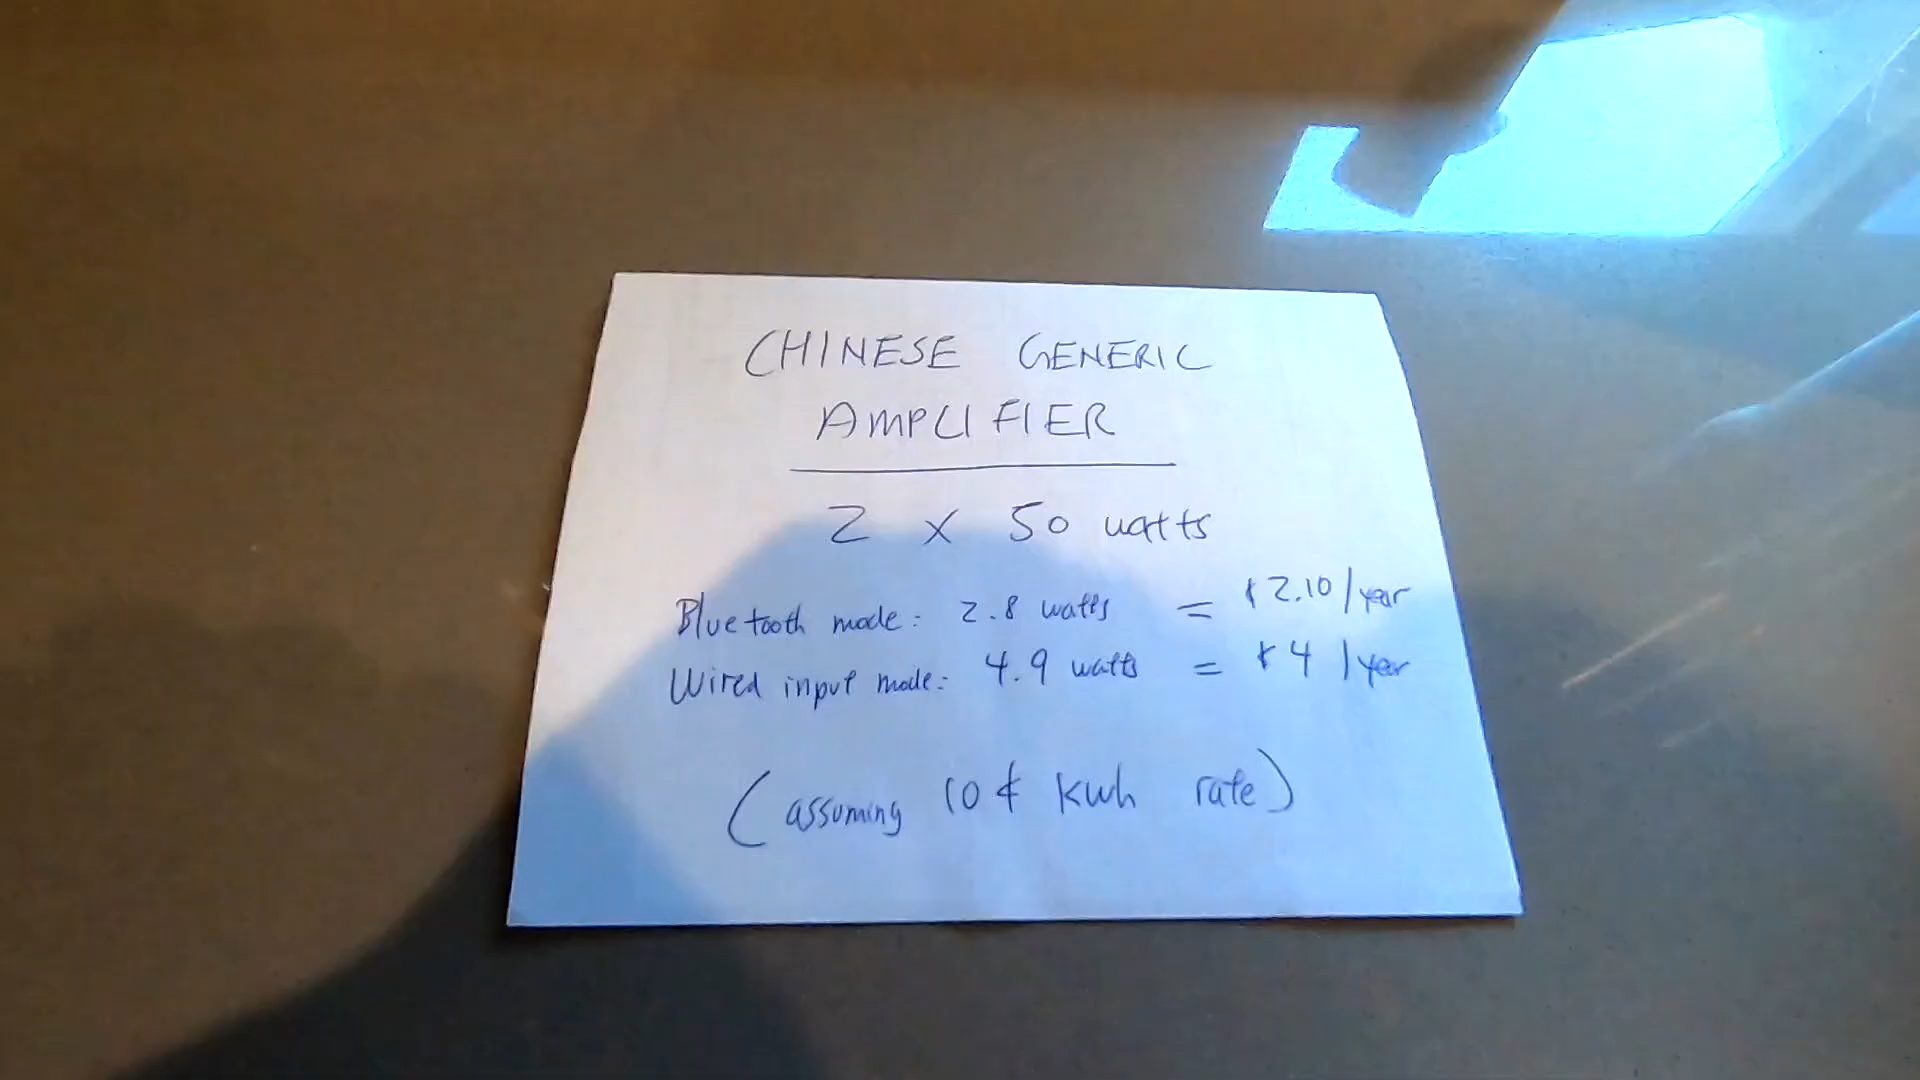 CHINESE GENERIC
AMPLIFIER
2 x 50 watts
Bluetooth mode: 2.8 watts = $2.10/year
Wired input mode: 4.9 watts = $4/year
(assuming 10¢ kwh rate)